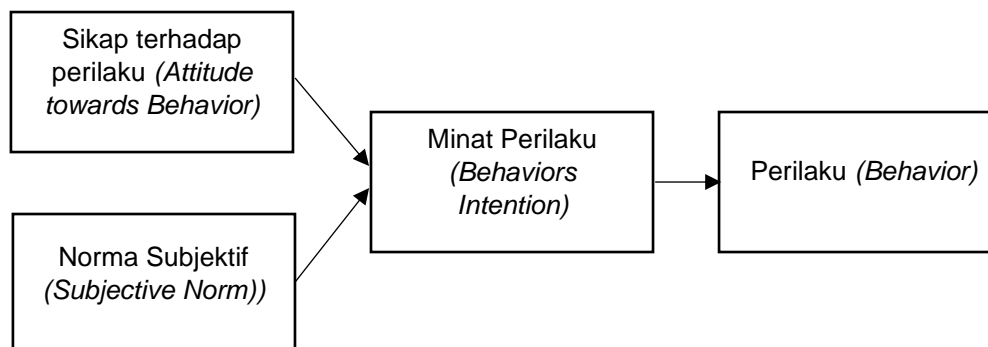 Sikap terhadap
perilaku (Attitude
towards Behavior)
Norma Subjektif
(Subjective Norm))
Minat Perilaku
(Behaviors
Intention)
Perilaku (Behavior)